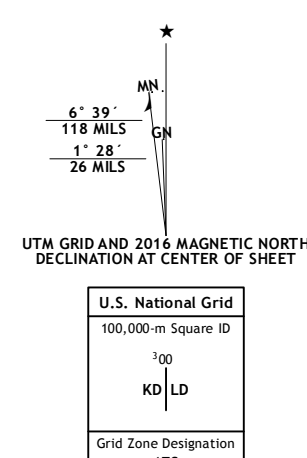 ★
MN
6° 39´
118 MILS
GN
1° 28´
26 MILS
UTM GRID AND 2016 MAGNETIC NORTH
DECLINATION AT CENTER OF SHEET
U.S. National Grid
100,000-m Square ID
³00
KD LD
Grid Zone Designation